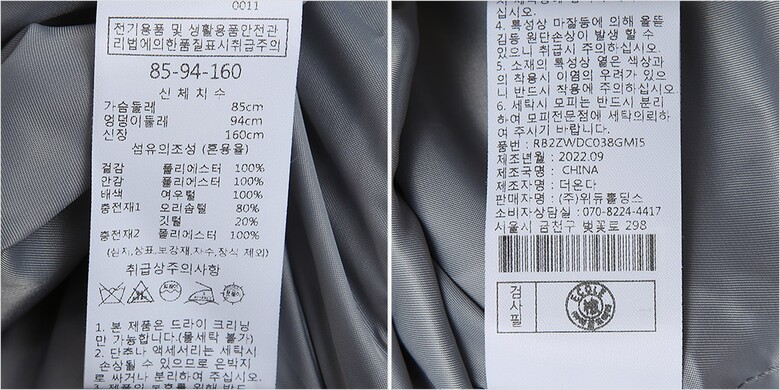 0011
전기용품 및 생활용품안전관
리법에의한품질표시취급주의
85-94-160
신 체 치 수
가슴둘레 85cm
엉덩이둘레 94cm
신장 160cm
섬유의조성 (혼용율)
겉감 폴리에스터 100%
안감 폴리에스터 100%
배색 여우털 100%
충전재1 오리솜털 80%
깃털 20%
충전재2 폴리에스터 100%
(심지,상표,보강재,자수,장식 제외)
취급상주의사항
1. 본 제품은 드라이 크리닝
만 가능합니다.(물세탁 불가)
2. 단추나 액세서리는 세탁시
손상될 수 있으므로 은박지
로 싸거나 분리하여 주십시오.
지 하십시오.
4. 특성상 마찰등에 의해 올뜯
김등 원단손상이 발생 할 수
있으니 취급시 주의하십시오.
5. 소재의 특성상 옅은 색상과
의 착용시 이염의 우려가 있으
니 반드시 착용에 주의하십시오
6. 세탁시 모피는 반드시 분리
하여 모피전문점에 세탁의뢰하
여 주시기 바랍니다.
품번 : RB2ZWDC038GMI5
제조년월 : 2022.09
제조국명 : CHINA
제조자명 : 더온다
판매자명 : (주)위듀홀딩스
소비자상담실 : 070-8224-4417
서울시 금천구 벚꽃로 298
검사필
ECOLE